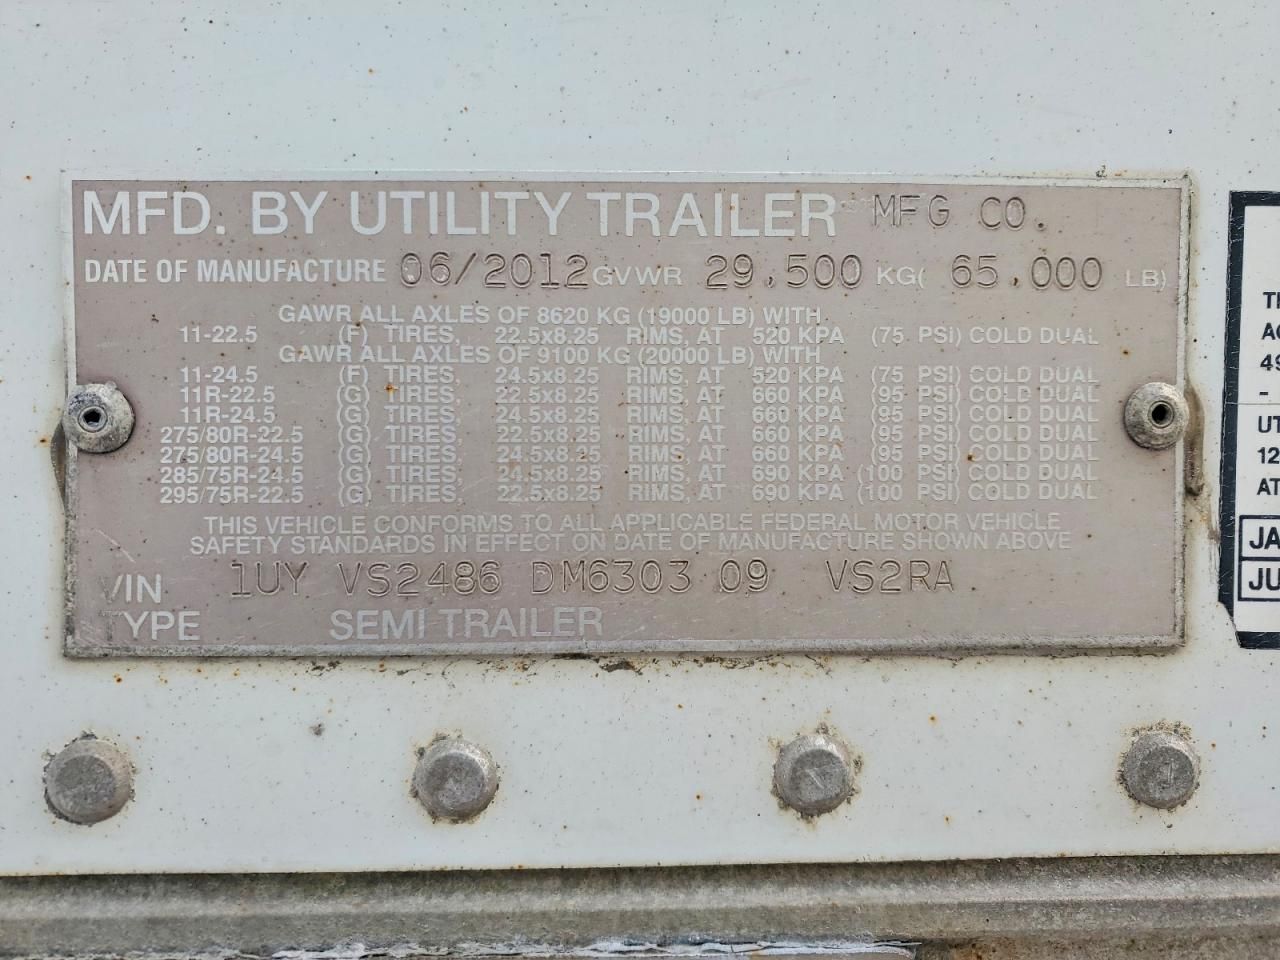 MFD. BY UTILITY TRAILER MFG CO.
DATE OF MANUFACTURE 06/2012 GVWR 29,500 KG( 65,000 LB)
GAWR ALL AXLES OF 8620 KG (19000 LB) WITH
11-22.5 (F) TIRES, 22.5x8.25 RIMS, AT 520 KPA (75 PSI) COLD DUAL
GAWR ALL AXLES OF 9100 KG (20000 LB) WITH
11-24.5 (F) TIRES, 24.5x8.25 RIMS, AT 520 KPA (75 PSI) COLD DUAL
11R-22.5 (G) TIRES, 22.5x8.25 RIMS, AT 660 KPA (95 PSI) COLD DUAL
11R-24.5 (G) TIRES, 24.5x8.25 RIMS, AT 660 KPA (95 PSI) COLD DUAL
275/80R-22.5 (G) TIRES, 22.5x8.25 RIMS, AT 660 KPA (95 PSI) COLD DUAL
275/80R-24.5 (G) TIRES, 24.5x8.25 RIMS, AT 660 KPA (95 PSI) COLD DUAL
285/75R-24.5 (G) TIRES, 24.5x8.25 RIMS, AT 690 KPA (100 PSI) COLD DUAL
295/75R-22.5 (G) TIRES, 22.5x8.25 RIMS, AT 690 KPA (100 PSI) COLD DUAL
THIS VEHICLE CONFORMS TO ALL APPLICABLE FEDERAL MOTOR VEHICLE
SAFETY STANDARDS IN EFFECT ON DATE OF MANUFACTURE SHOWN ABOVE
VIN 1UY VS2486 DM6303 09 VS2RA
TYPE SEMI TRAILER
JA
JU